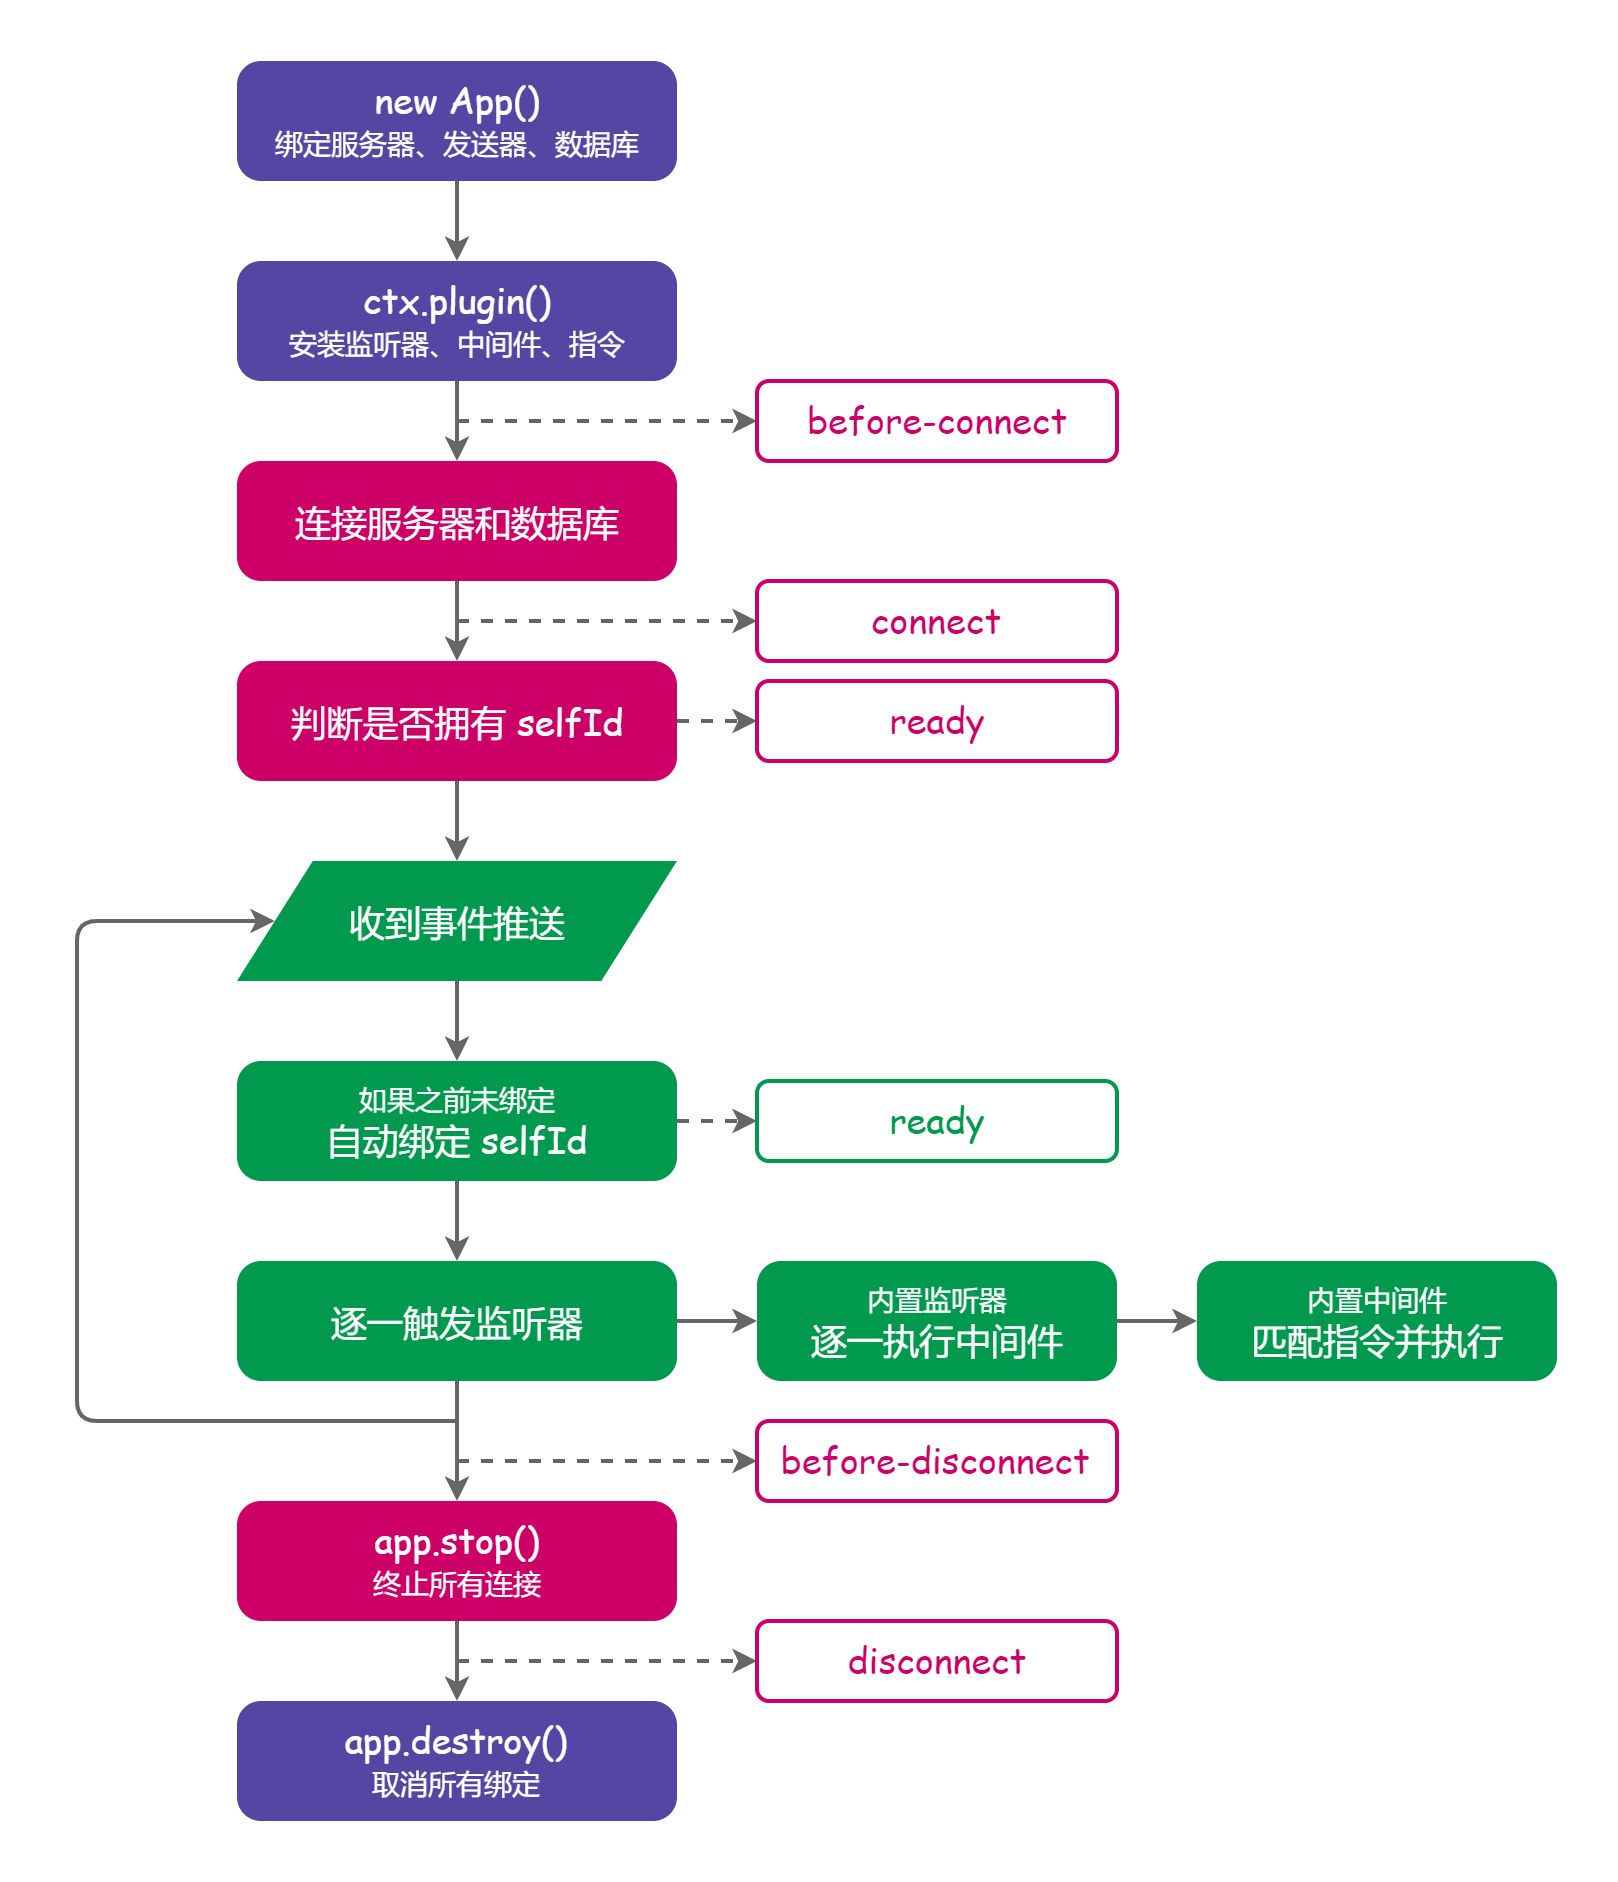 new App()
绑定服务器、发送器、数据库
ctx.plugin()
安装监听器、中间件、指令
before-connect
连接服务器和数据库
connect
判断是否拥有 selfId
ready
收到事件推送
如果之前未绑定
自动绑定 selfId
ready
逐一触发监听器
内置监听器
逐一执行中间件
内置中间件
匹配指令并执行
before-disconnect
app.stop()
终止所有连接
disconnect
app.destroy()
取消所有绑定